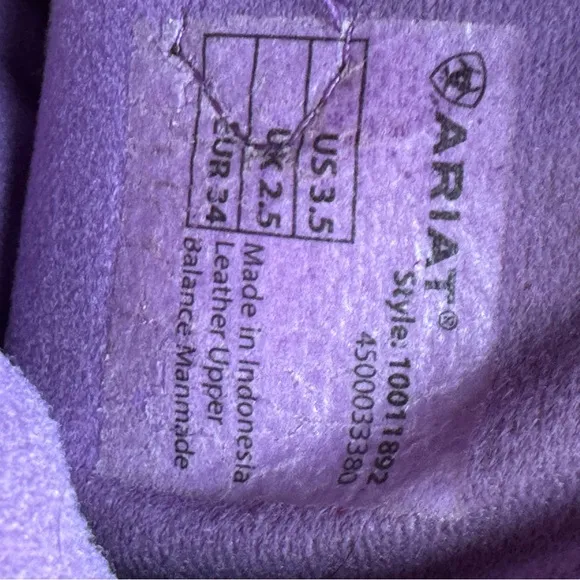 ARIAT®
Style: 10011892
4500033380
US 3.5
UK 2.5
EUR 34
Made in Indonesia
Leather Upper
Balance Manmade